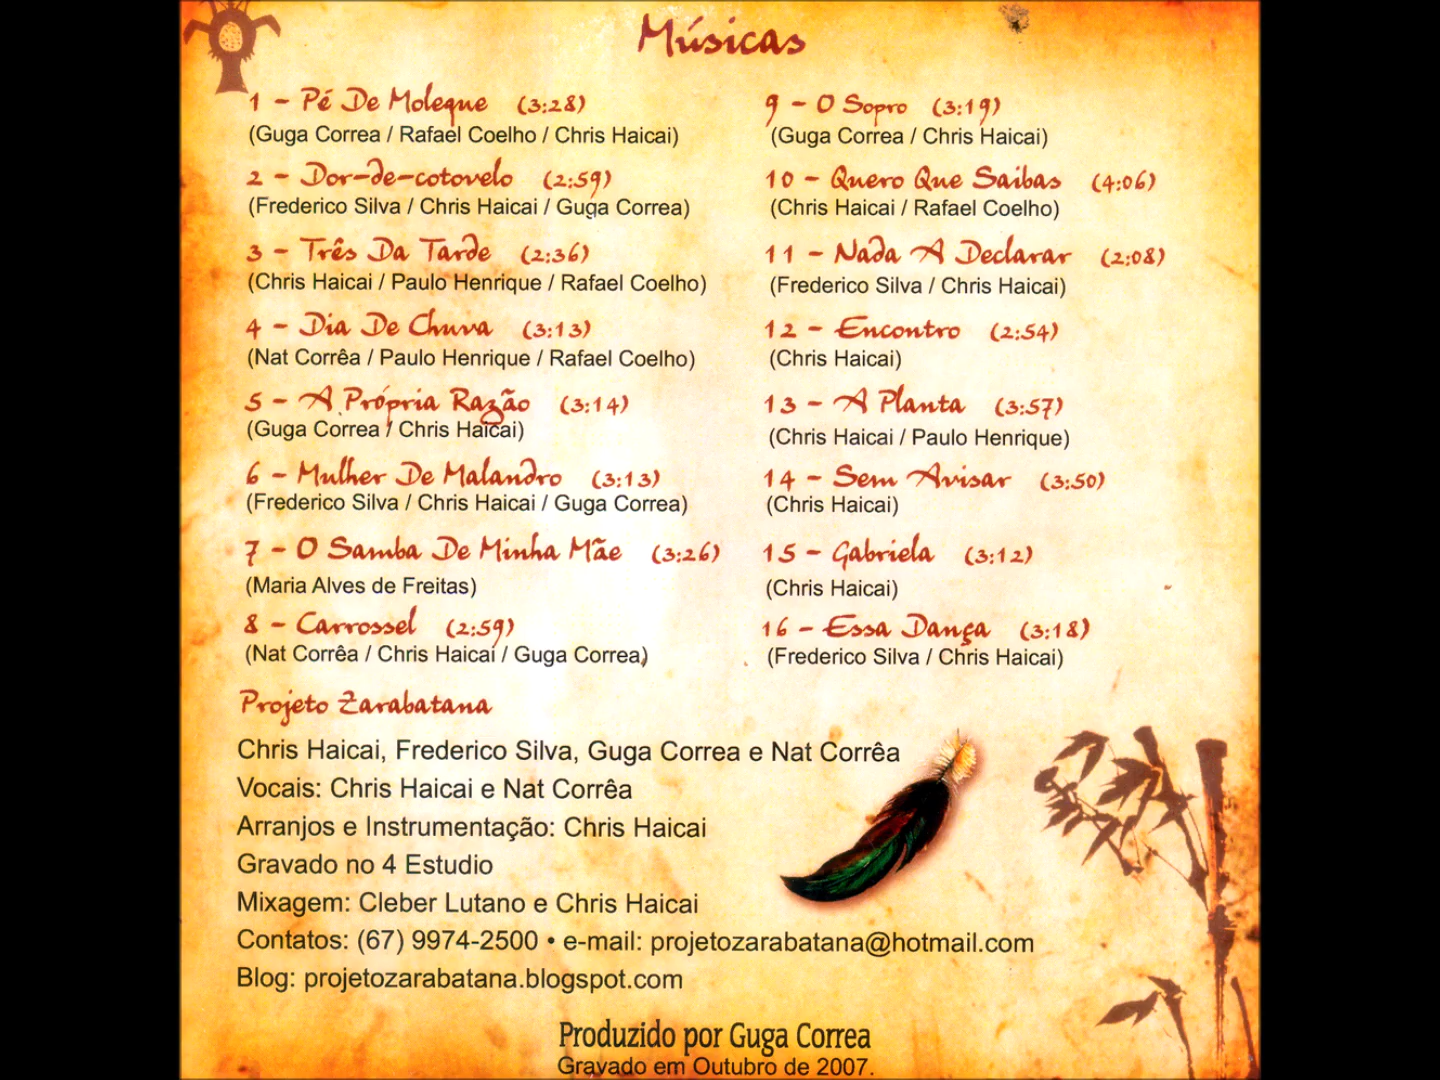 Músicas
1 - Pé De Moleque (3:28)
(Guga Correa / Rafael Coelho / Chris Haicai)
2 - Dor-de-cotovelo (2:59)
(Frederico Silva / Chris Haicai / Guga Correa)
3 - Três Da Tarde (2:36)
(Chris Haicai / Paulo Henrique / Rafael Coelho)
4 - Dia De Chuva (3:13)
(Nat Corrêa / Paulo Henrique / Rafael Coelho)
5 - A Própria Razão (3:14)
(Guga Correa / Chris Haicai)
6 - Mulher De Malandro (3:13)
(Frederico Silva / Chris Haicai / Guga Correa)
7 - O Samba De Minha Mãe (3:26)
(Maria Alves de Freitas)
8 - Carrossel (2:59)
(Nat Corrêa / Chris Haicai / Guga Correa)
9 - O Sopro (3:19)
(Guga Correa / Chris Haicai)
10 - Quero Que Saibas (4:06)
(Chris Haicai / Rafael Coelho)
11 - Nada A Declarar (2:08)
(Frederico Silva / Chris Haicai)
12 - Encontro (2:54)
(Chris Haicai)
13 - A Planta (3:57)
(Chris Haicai / Paulo Henrique)
14 - Sem Avisar (3:50)
(Chris Haicai)
15 - Gabriela (3:12)
(Chris Haicai)
16 - Essa Dança (3:18)
(Frederico Silva / Chris Haicai)
Projeto Zarabatana
Chris Haicai, Frederico Silva, Guga Correa e Nat Corrêa
Vocais: Chris Haicai e Nat Corrêa
Arranjos e Instrumentação: Chris Haicai
Gravado no 4 Estudio
Mixagem: Cleber Lutano e Chris Haicai
Contatos: (67) 9974-2500 • e-mail: projetozarabatana@hotmail.com
Blog: projetozarabatana.blogspot.com
Produzido por Guga Correa
Gravado em Outubro de 2007.